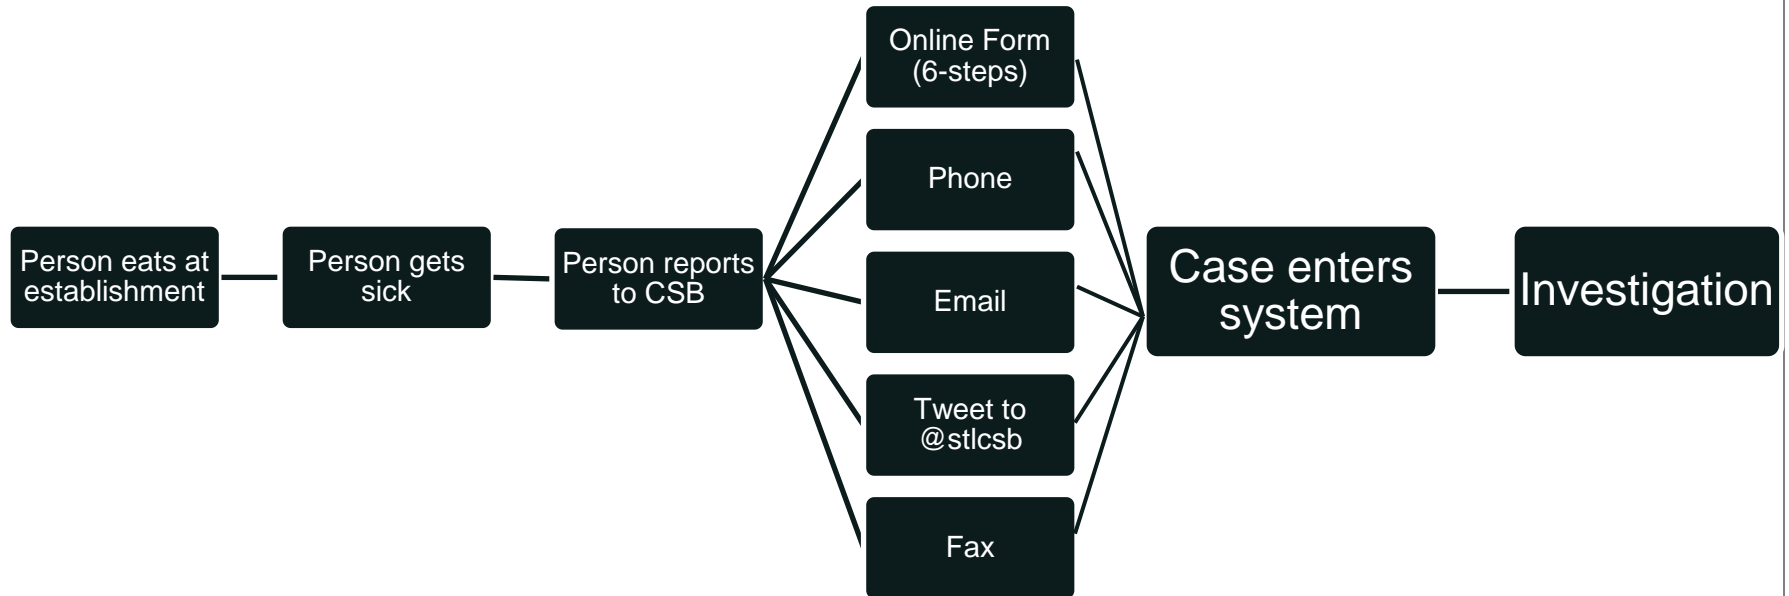 Person eats at
establishment
Person gets
sick
Person reports
to CSB
Online Form
(6-steps)
Phone
Email
Tweet to
@stlcsb
Fax
Case enters
system
Investigation